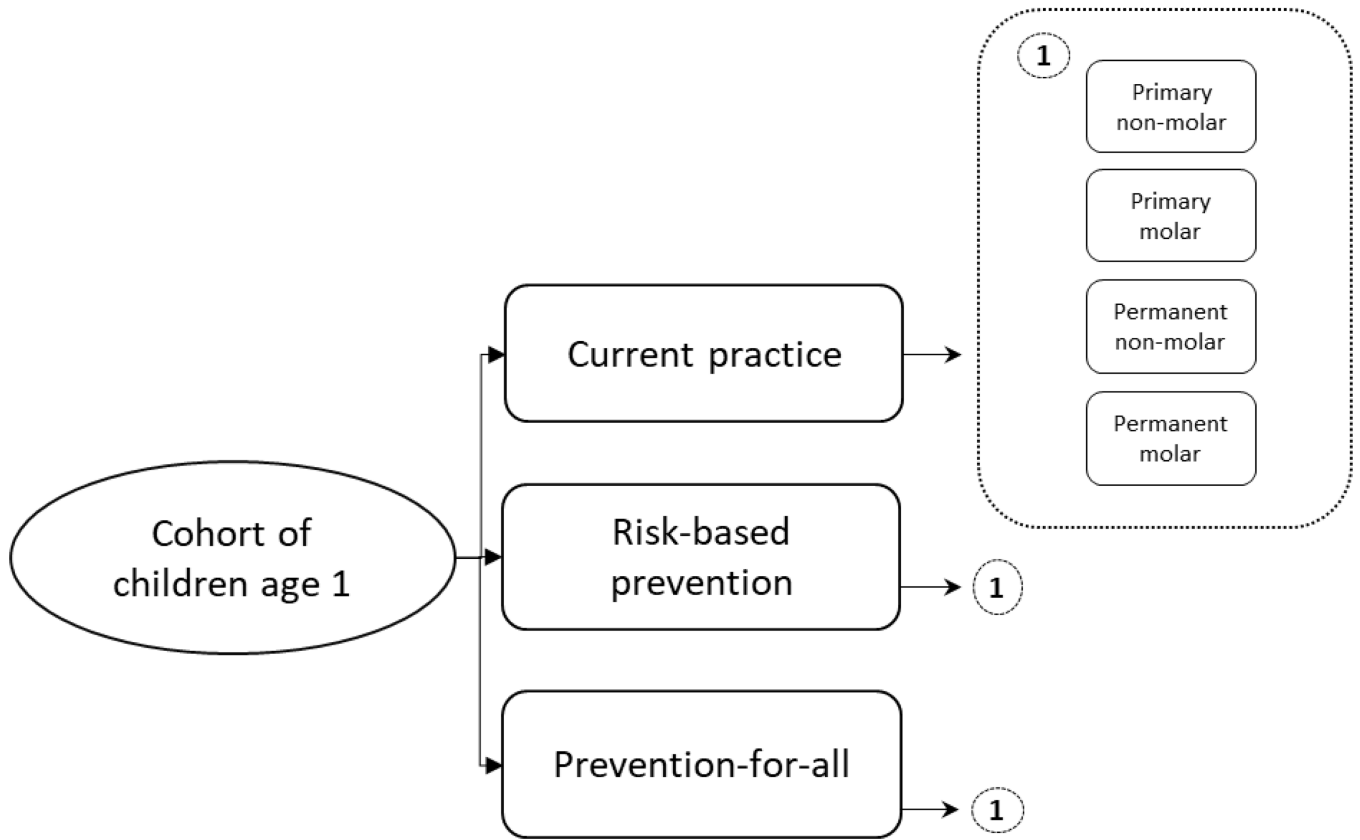 1
Primary
non-molar
Primary
molar
Permanent
non-molar
Permanent
molar
Current practice
Cohort of
children age 1
Risk-based
prevention
1
Prevention-for-all
1